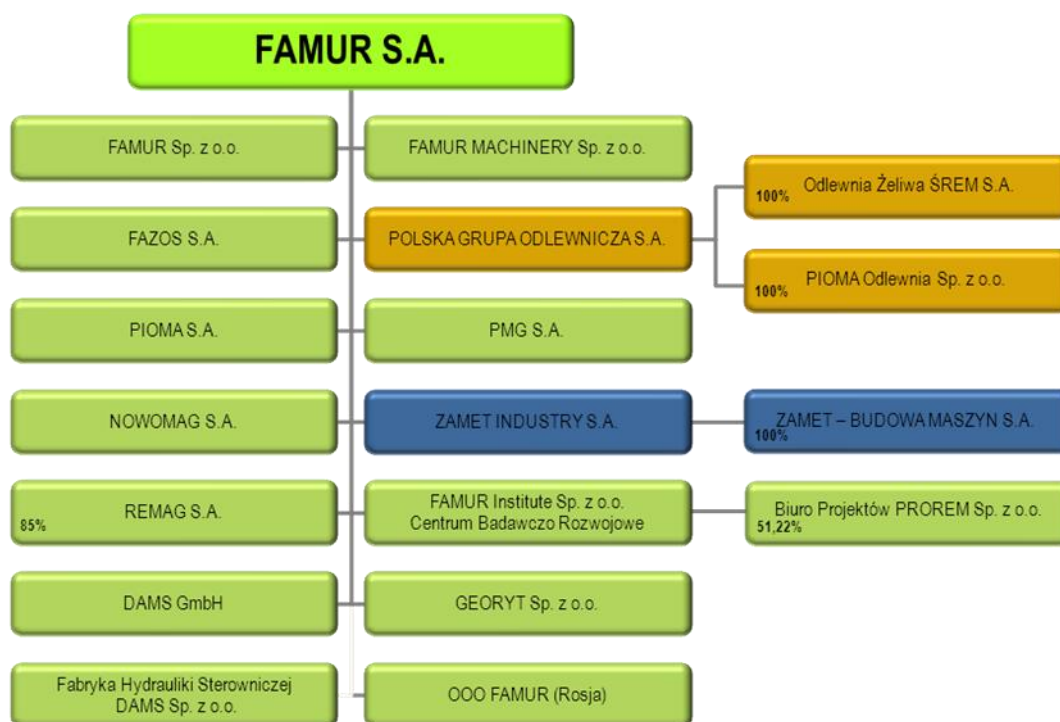 FAMUR S.A.
FAMUR Sp. z o.o.
FAMUR MACHINERY Sp. z o.o.
Odlewnia Żeliwa ŚREM S.A.
100%
FAZOS S.A.
POLSKA GRUPA ODLEWNICZA S.A.
PIOMA Odlewnia Sp. z o.o.
100%
PIOMA S.A.
PMG S.A.
NOWOMAG S.A.
ZAMET INDUSTRY S.A.
ZAMET – BUDOWA MASZYN S.A.
100%
REMAG S.A.
85%
FAMUR Institute Sp. z o.o.
Centrum Badawczo Rozwojowe
Biuro Projektów PROREM Sp. z o.o.
51,22%
DAMS GmbH
GEORYT Sp. z o.o.
Fabryka Hydrauliki Sterowniczej
DAMS Sp. z o.o.
OOO FAMUR (Rosja)